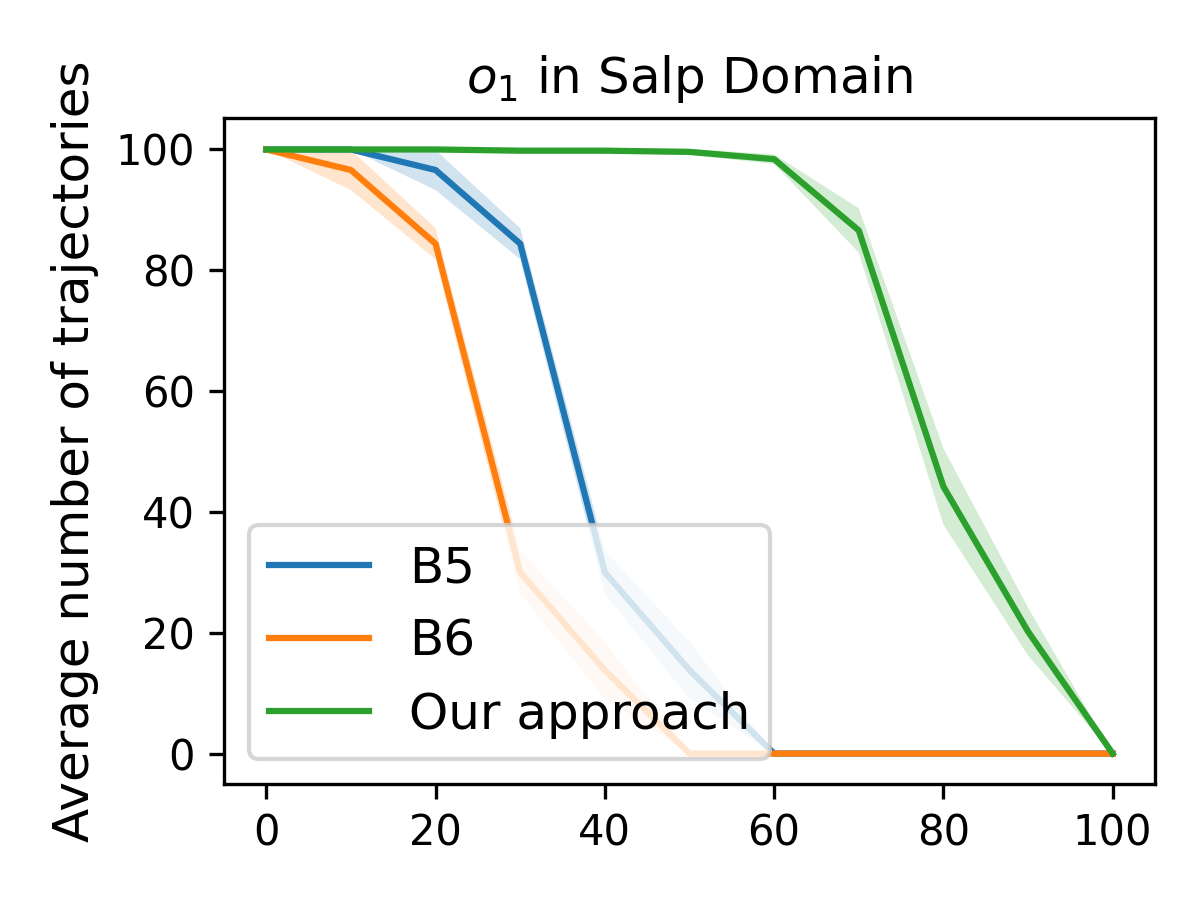 o₁ in Salp Domain
Average number of trajectories
100
80
60
40
20
0
B5
B6
Our approach
0 20 40 60 80 100